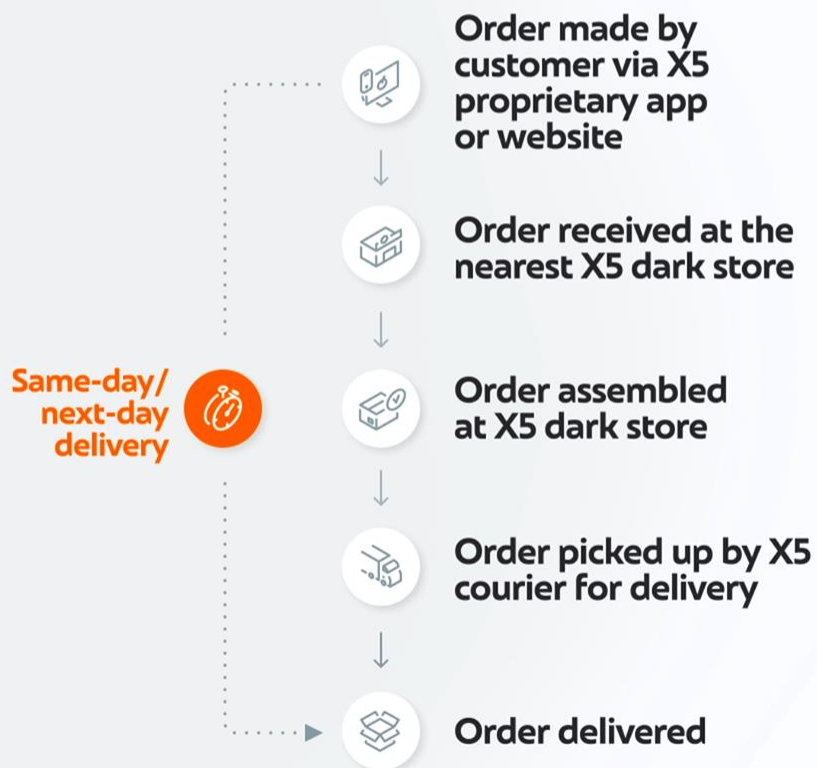 Order made by
customer via X5
proprietary app
or website
Order received at the
nearest X5 dark store
Same-day/
next-day
delivery
Order assembled
at X5 dark store
Order picked up by X5
courier for delivery
Order delivered